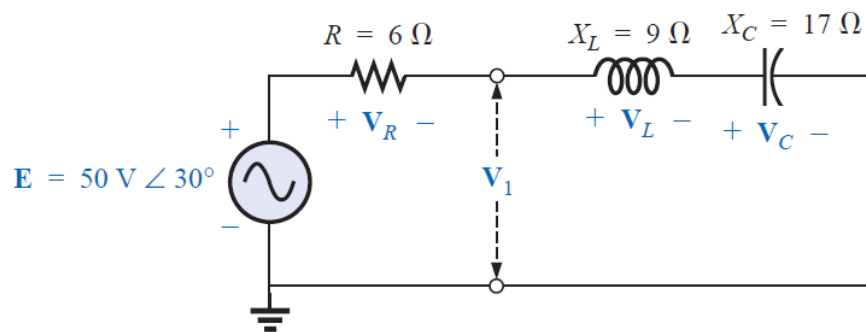 R = 6 Ω
X_L = 9 Ω
X_C = 17 Ω
+ V_R −
+ V_L −
+ V_C −
+
E = 50 V ∠ 30°
−
V_1